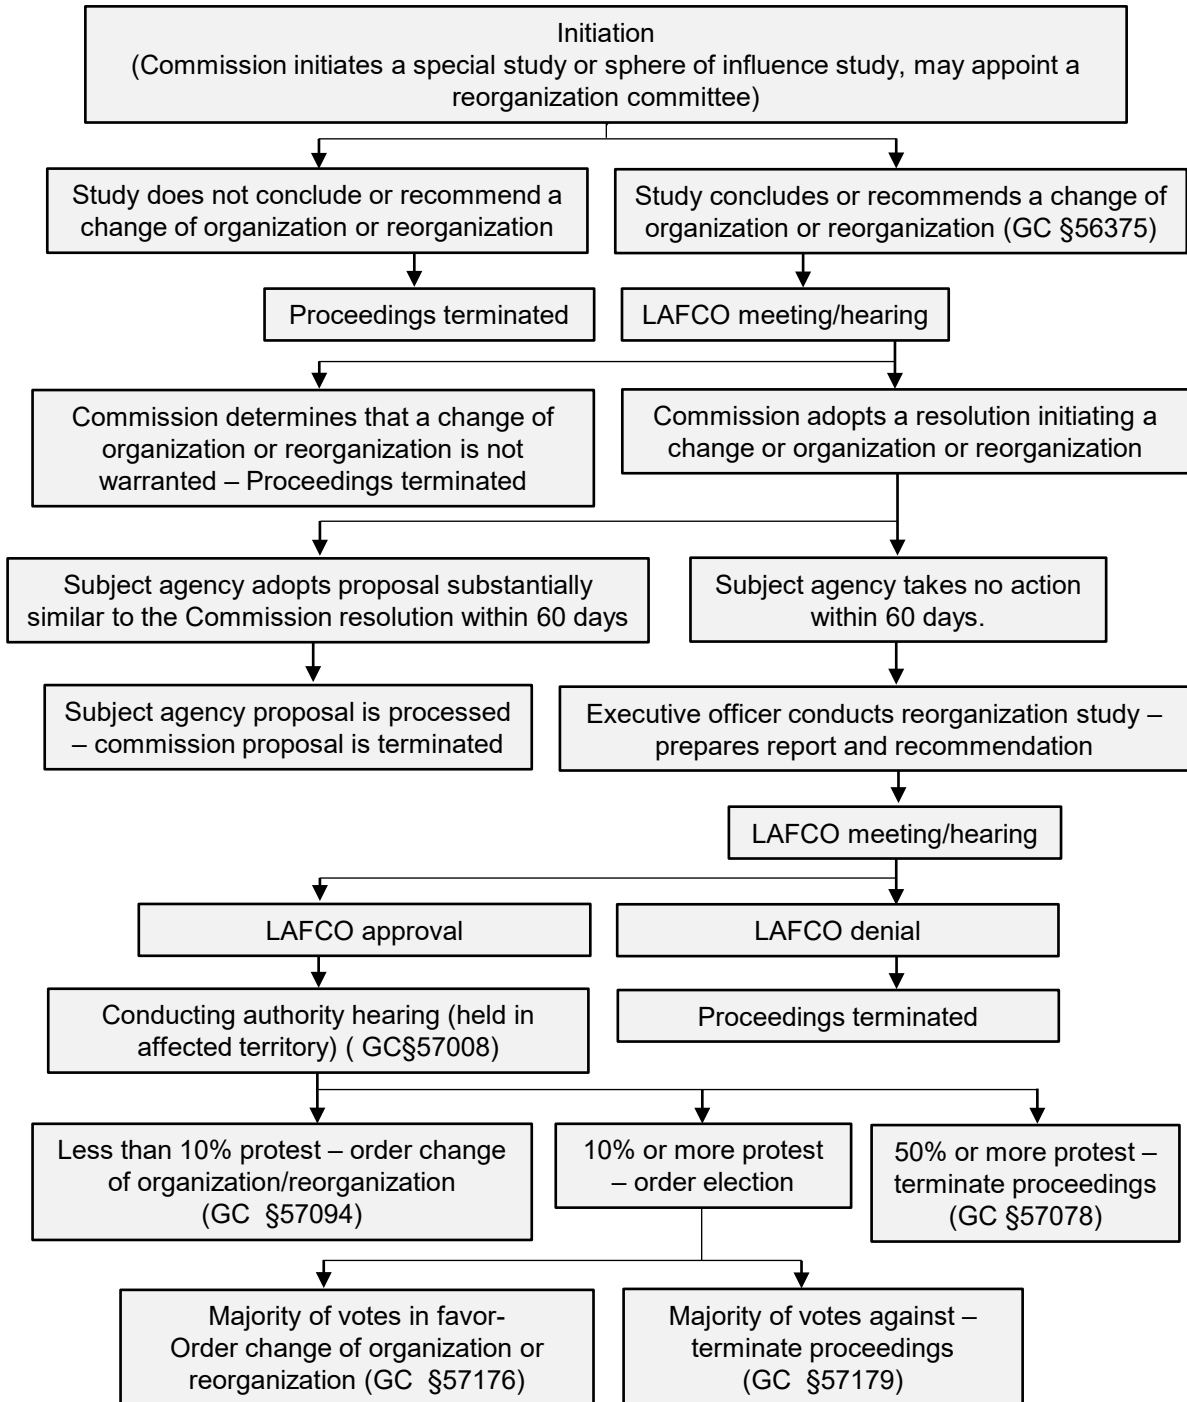 Initiation
(Commission initiates a special study or sphere of influence study, may appoint a
reorganization committee)
Study does not conclude or recommend a
change of organization or reorganization
Study concludes or recommends a change of
organization or reorganization (GC §56375)
Proceedings terminated
LAFCO meeting/hearing
Commission determines that a change of
organization or reorganization is not
warranted – Proceedings terminated
Commission adopts a resolution initiating a
change or organization or reorganization
Subject agency adopts proposal substantially
similar to the Commission resolution within 60 days
Subject agency takes no action
within 60 days.
Subject agency proposal is processed
– commission proposal is terminated
Executive officer conducts reorganization study –
prepares report and recommendation
LAFCO meeting/hearing
LAFCO approval
LAFCO denial
Conducting authority hearing (held in
affected territory) ( GC§57008)
Proceedings terminated
Less than 10% protest – order change
of organization/reorganization
(GC §57094)
10% or more protest
– order election
50% or more protest –
terminate proceedings
(GC §57078)
Majority of votes in favor-
Order change of organization or
reorganization (GC §57176)
Majority of votes against –
terminate proceedings
(GC §57179)